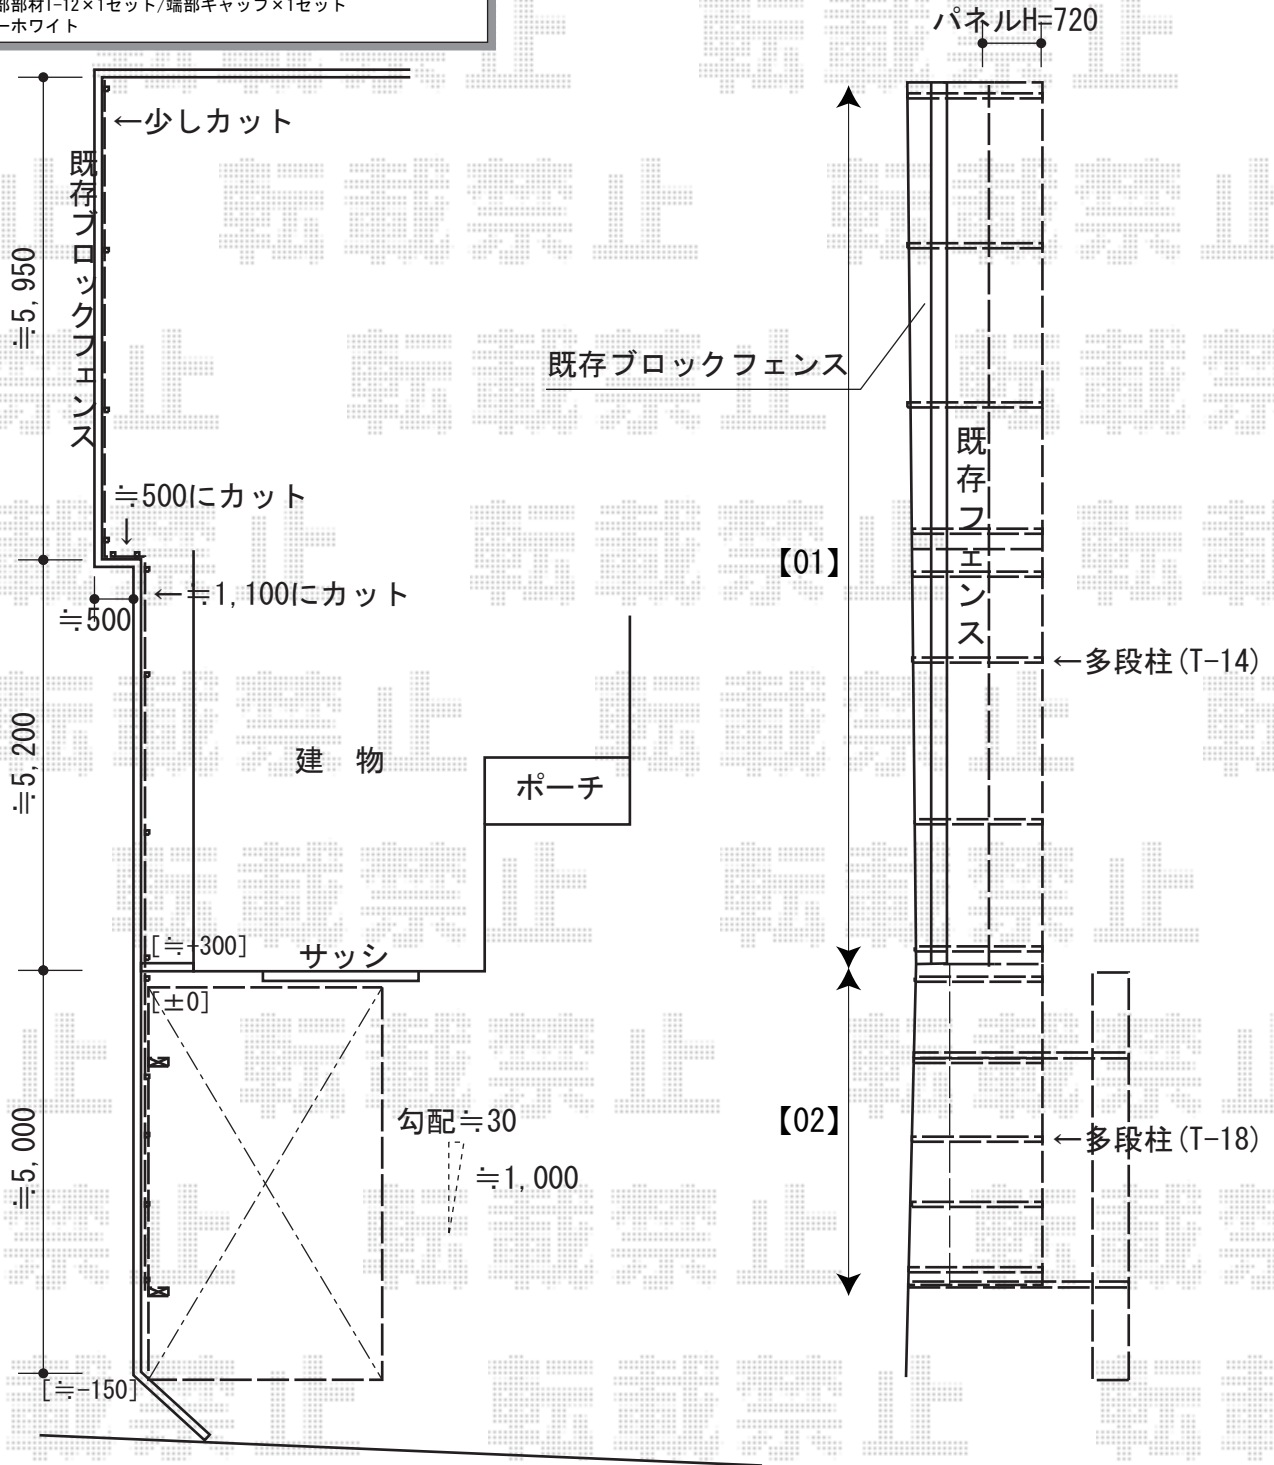 部部材T-12×1セット/端部キャップ×1セット
ーホワイト
パネルH=720
←少しカット
既存ブロックフェンス
≒5,950
既存ブロックフェンス
既存フェンス
≒500にカット
↓
【01】
←≒1,100にカット
≒500
←多段柱(T-14)
≒5,200
建 物
ポーチ
[≒-300]
サッシ
[±0]
≒5,000
勾配≒30
≒1,000
【02】
←多段柱(T-18)
[≒-150]
転載禁止